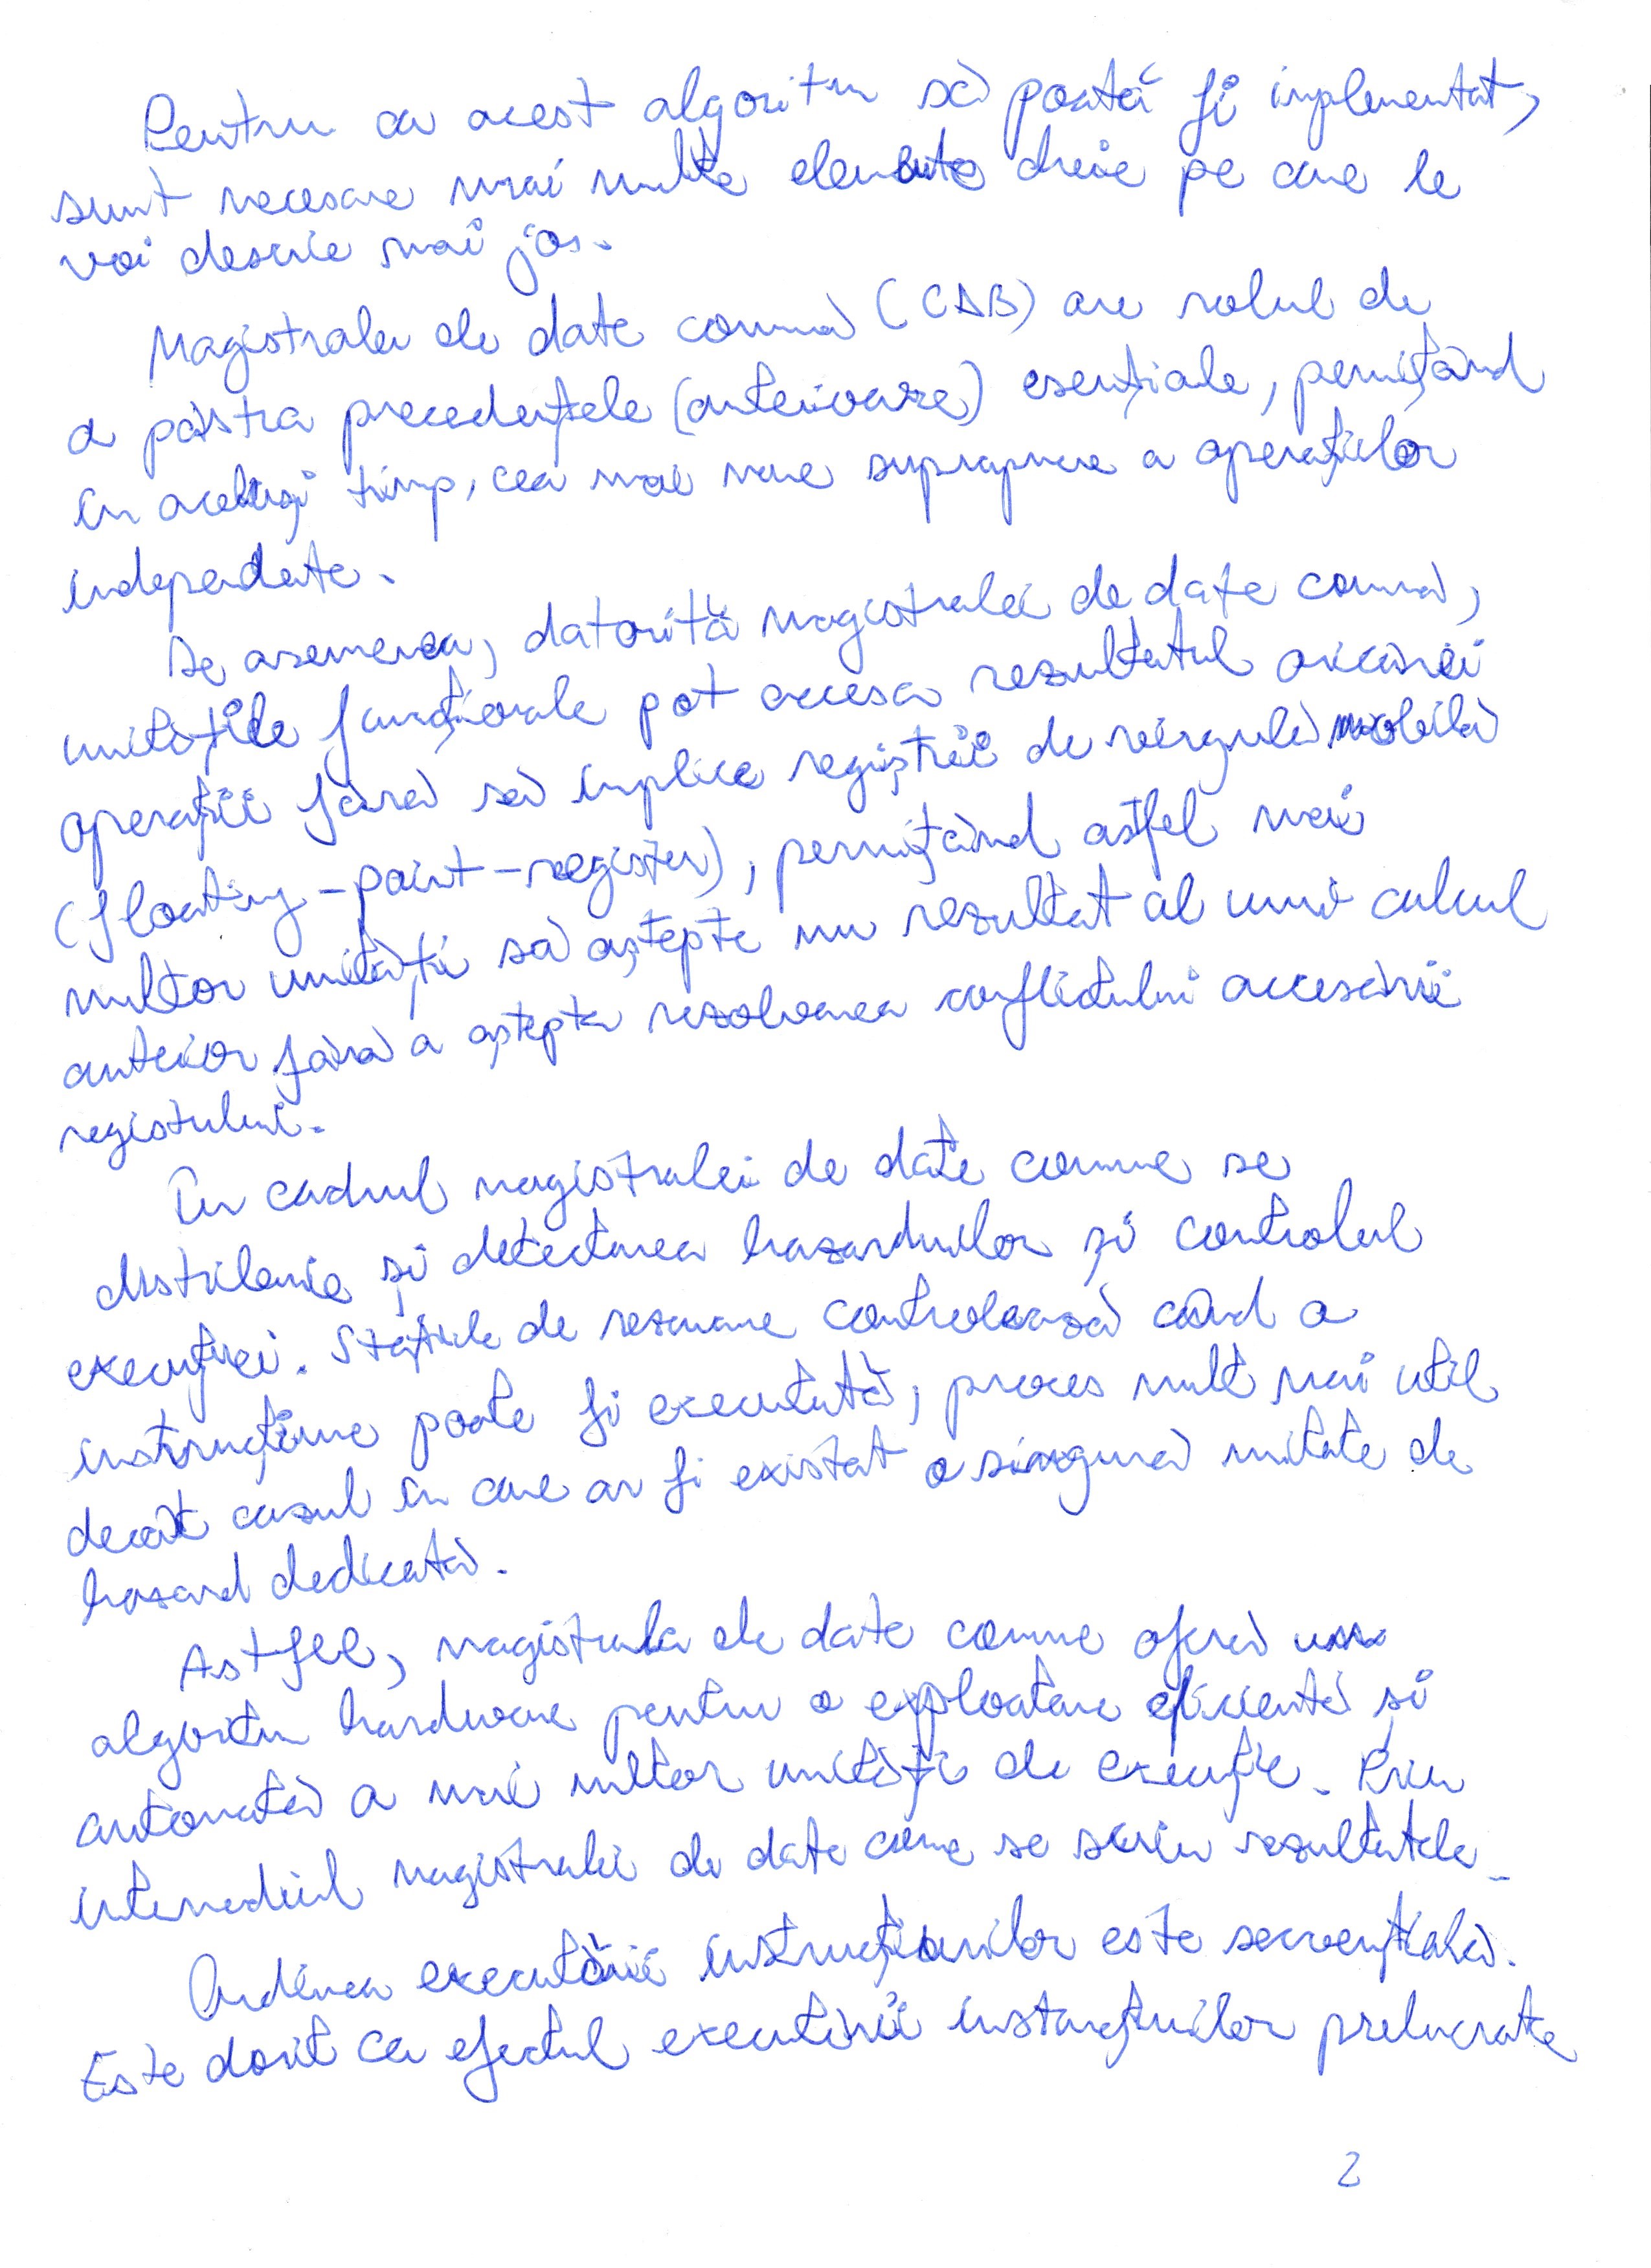 Pentru ca acest algoritm să poată fi implementat,
sunt necesare mai multe elemente cheie pe care le
voi descrie mai jos.
Magistrala de date comună (CDB) are rolul de
a păstra precedențele (anterioare) esențiale, permițând
în același timp, cea mai mare suprapunere a operațiilor
independente.
De asemenea, datorită magistralei de date comună,
unitățile funcționale pot accesa rezultatul oricărei
operații fără să implice regiștrii de virgulă mobilă
(floating-point-register), permițând astfel mai
multor unități să aștepte un rezultat al unui calcul
anterior fără a aștepta rezolvarea conflictului accesării
registului.
În cadrul magistralei de date comune se
distribuie și detectarea hazardurilor și controlul
execuției. Stațiile de rezervare controlează când o
instrucțiune poate fi executată, proces mult mai util
decât cazul în care ar fi existat o singură unitate de
hazard dedicată.
Astfel, magistrala de date comune oferă un
algoritm hardware pentru o exploatare eficientă și
automată a mai multor unități de execuție. Prin
intermediul magistralei de date comune se scriu rezultatele.
Ordinea executării instrucțiunilor este secvențială.
Este dorit ca efectul executării instrucțiunilor prelucrate
2